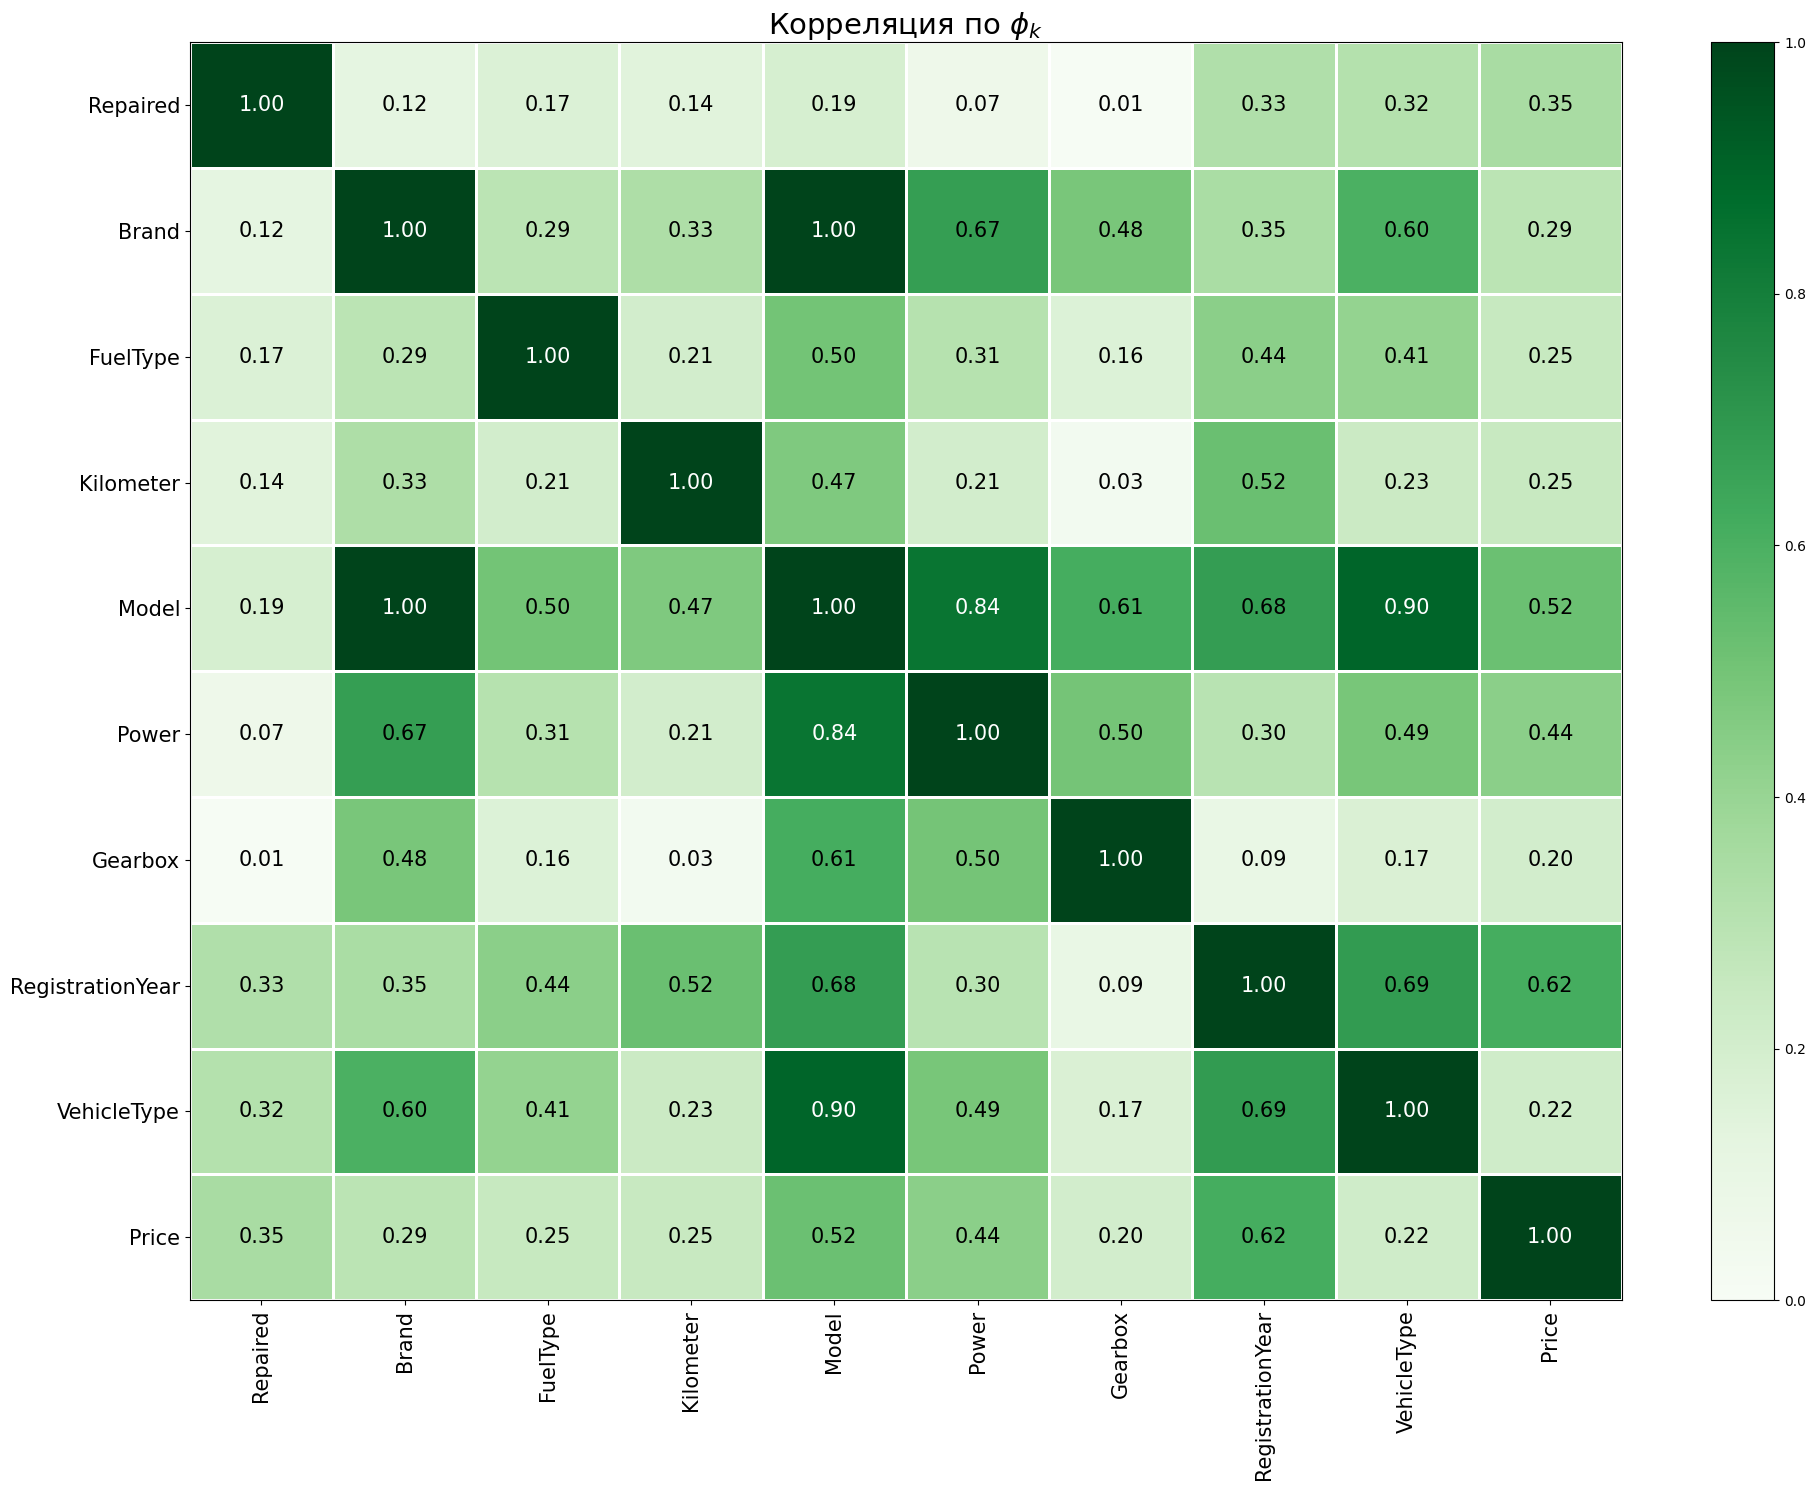 Корреляция по ϕk
Repaired 1.00 0.12 0.17 0.14 0.19 0.07 0.01 0.33 0.32 0.35
Brand 0.12 1.00 0.29 0.33 1.00 0.67 0.48 0.35 0.60 0.29
FuelType 0.17 0.29 1.00 0.21 0.50 0.31 0.16 0.44 0.41 0.25
Kilometer 0.14 0.33 0.21 1.00 0.47 0.21 0.03 0.52 0.23 0.25
Model 0.19 1.00 0.50 0.47 1.00 0.84 0.61 0.68 0.90 0.52
Power 0.07 0.67 0.31 0.21 0.84 1.00 0.50 0.30 0.49 0.44
Gearbox 0.01 0.48 0.16 0.03 0.61 0.50 1.00 0.09 0.17 0.20
RegistrationYear 0.33 0.35 0.44 0.52 0.68 0.30 0.09 1.00 0.69 0.62
VehicleType 0.32 0.60 0.41 0.23 0.90 0.49 0.17 0.69 1.00 0.22
Price 0.35 0.29 0.25 0.25 0.52 0.44 0.20 0.62 0.22 1.00
Repaired
Brand
FuelType
Kilometer
Model
Power
Gearbox
RegistrationYear
VehicleType
Price
1.0
0.8
0.6
0.4
0.2
0.0